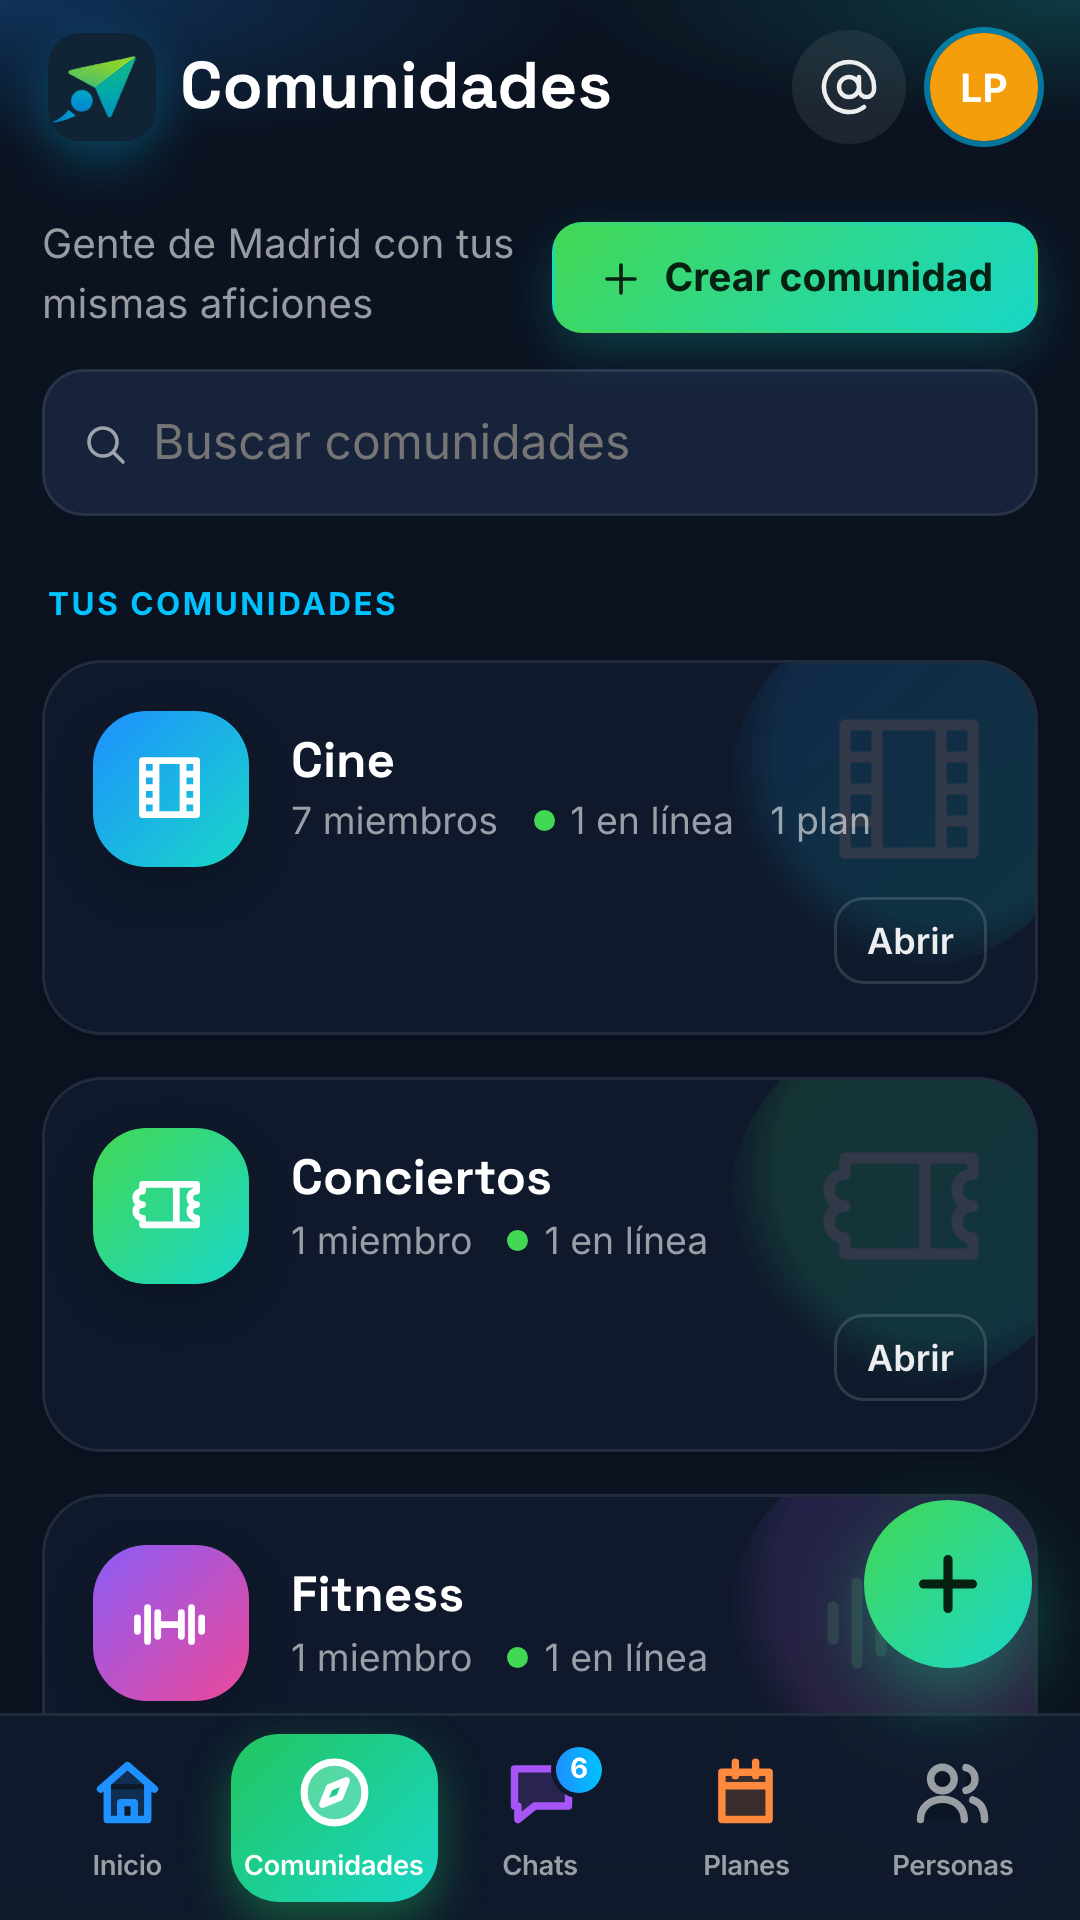 Comunidades
@
LP
Gente de Madrid con tus
mismas aficiones
+ Crear comunidad
Buscar comunidades
TUS COMUNIDADES
Cine
7 miembros 1 en línea 1 plan
Abrir
Conciertos
1 miembro 1 en línea
Abrir
Fitness
1 miembro 1 en línea
+
6
Inicio Comunidades Chats Planes Personas